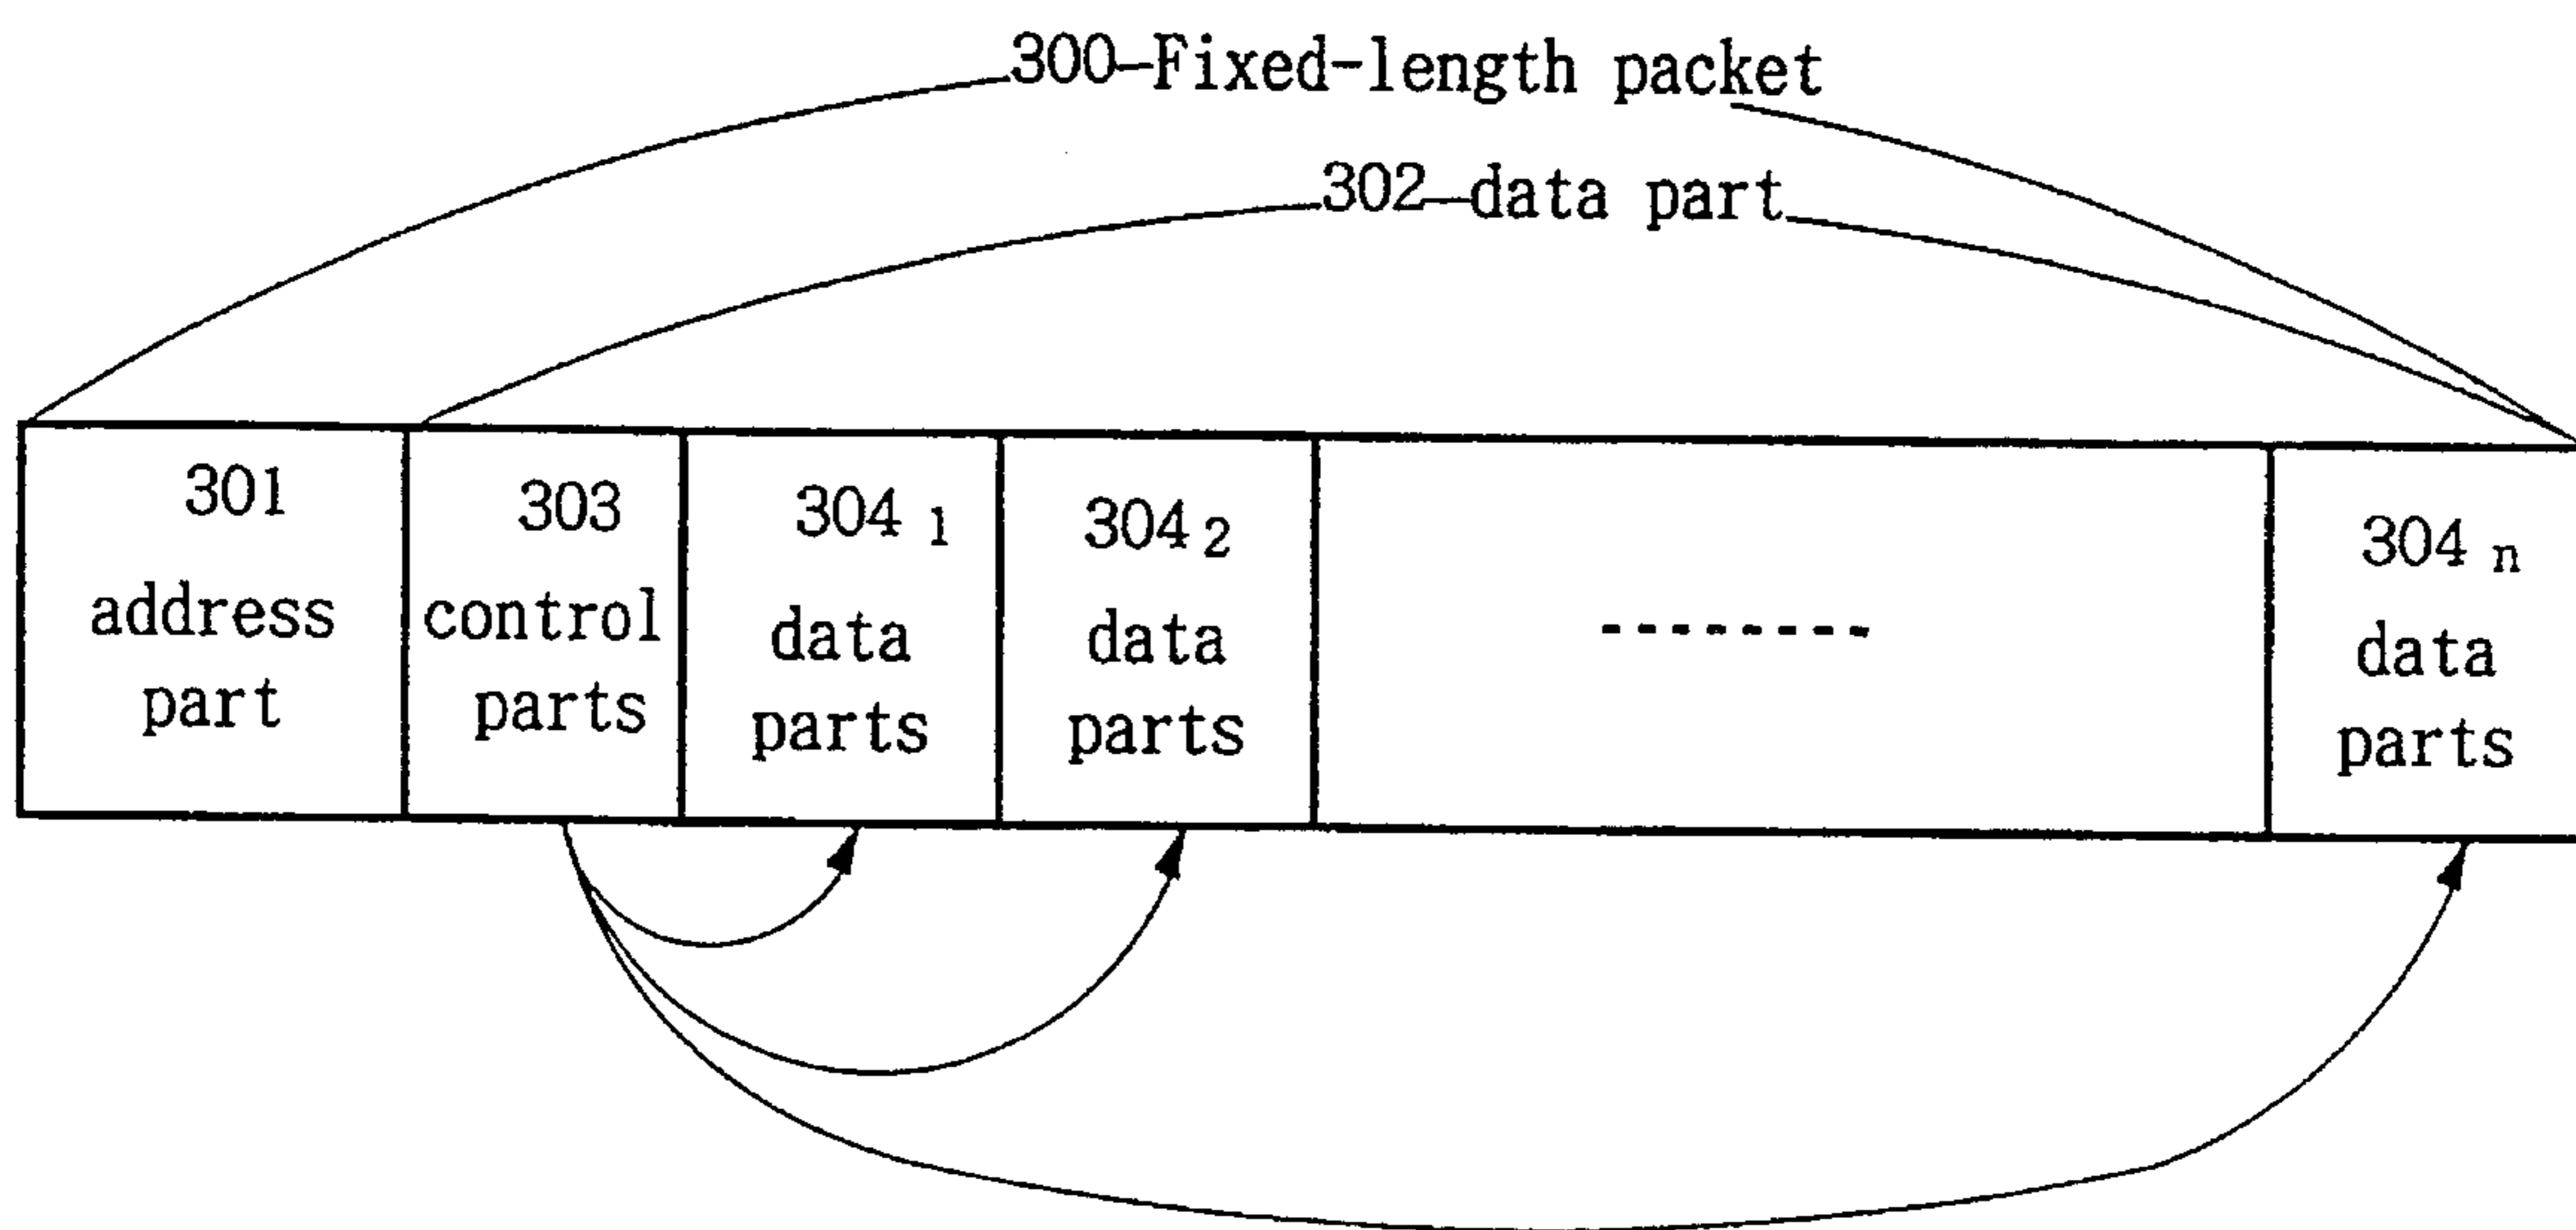 300-Fixed-length packet
302-data part
301
address
part
303
control
parts
304 1
data
parts
304 2
data
parts
--------
304 n
data
parts